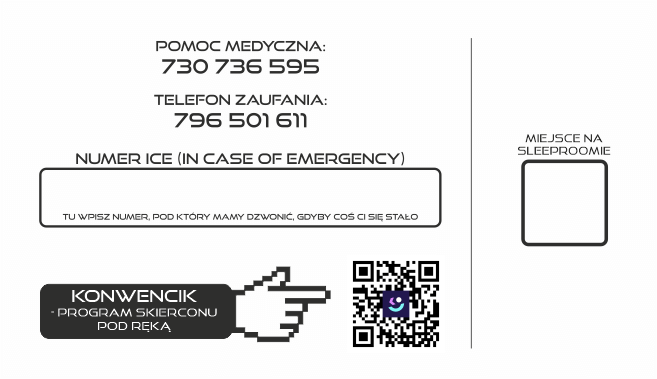 POMOC MEDYCZNA:
730 736 595
TELEFON ZAUFANIA:
796 501 611
NUMER ICE (IN CASE OF EMERGENCY)
TU WPISZ NUMER, POD KTÓRY MAMY DZWONIĆ, GDYBY COŚ CI SIĘ STAŁO
KONWENCIK
- PROGRAM SKIERCONU
POD RĘKĄ
MIEJSCE NA
SLEEPROOMIE